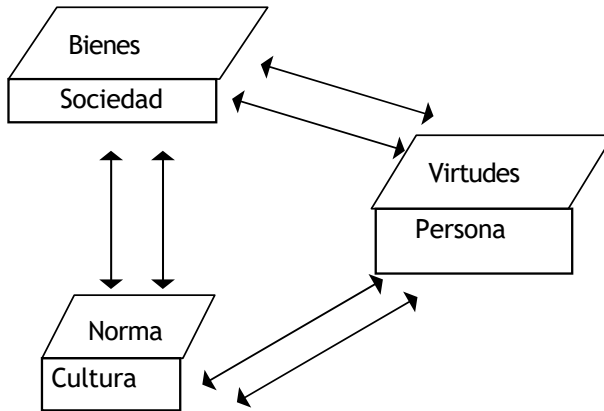 Bienes
Sociedad
Virtudes
Persona
Norma
Cultura